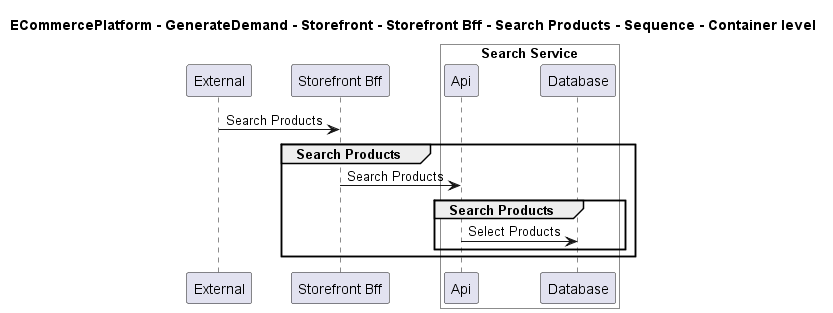 ECommercePlatform - GenerateDemand - Storefront - Storefront Bff - Search Products - Sequence - Container level
Search Service
External
Storefront Bff
Api
Database
Search Products
Search Products
Search Products
Search Products
Select Products
External
Storefront Bff
Api
Database